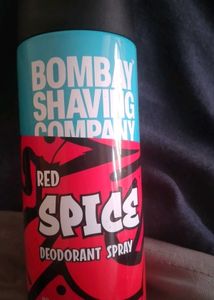 BOMBAY
SHAVING
COMPANY
RED
SPICE
DEODORANT SPRAY